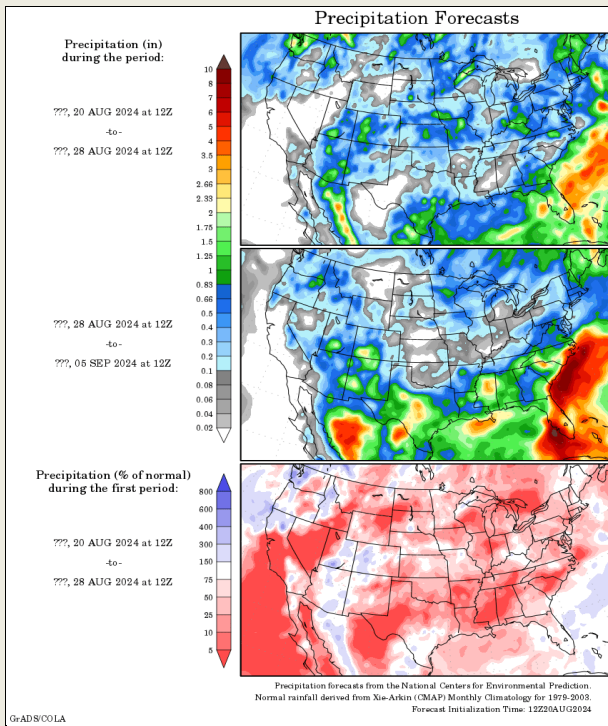 Precipitation Forecasts
Precipitation (in)
during the period:
???, 20 AUG 2024 at 12Z
-to-
???, 28 AUG 2024 at 12Z
10
8
7
6
5
4
3.5
3
2.66
2.33
2
1.75
1.5
1.25
1
0.83
0.66
0.5
0.4
0.3
0.2
0.1
0.08
0.06
0.04
0.02
???, 28 AUG 2024 at 12Z
-to-
???, 05 SEP 2024 at 12Z
Precipitation (% of normal)
during the first period:
???, 20 AUG 2024 at 12Z
-to-
???, 28 AUG 2024 at 12Z
800
600
400
300
150
75
50
25
10
5
Precipitation forecasts from the National Centers for Environmental Prediction.
Normal rainfall derived from Xie-Arkin (CMAP) Monthly Climatology for 1979-2003.
Forecast Initialization Time: 12Z20AUG2024
GrADS/COLA